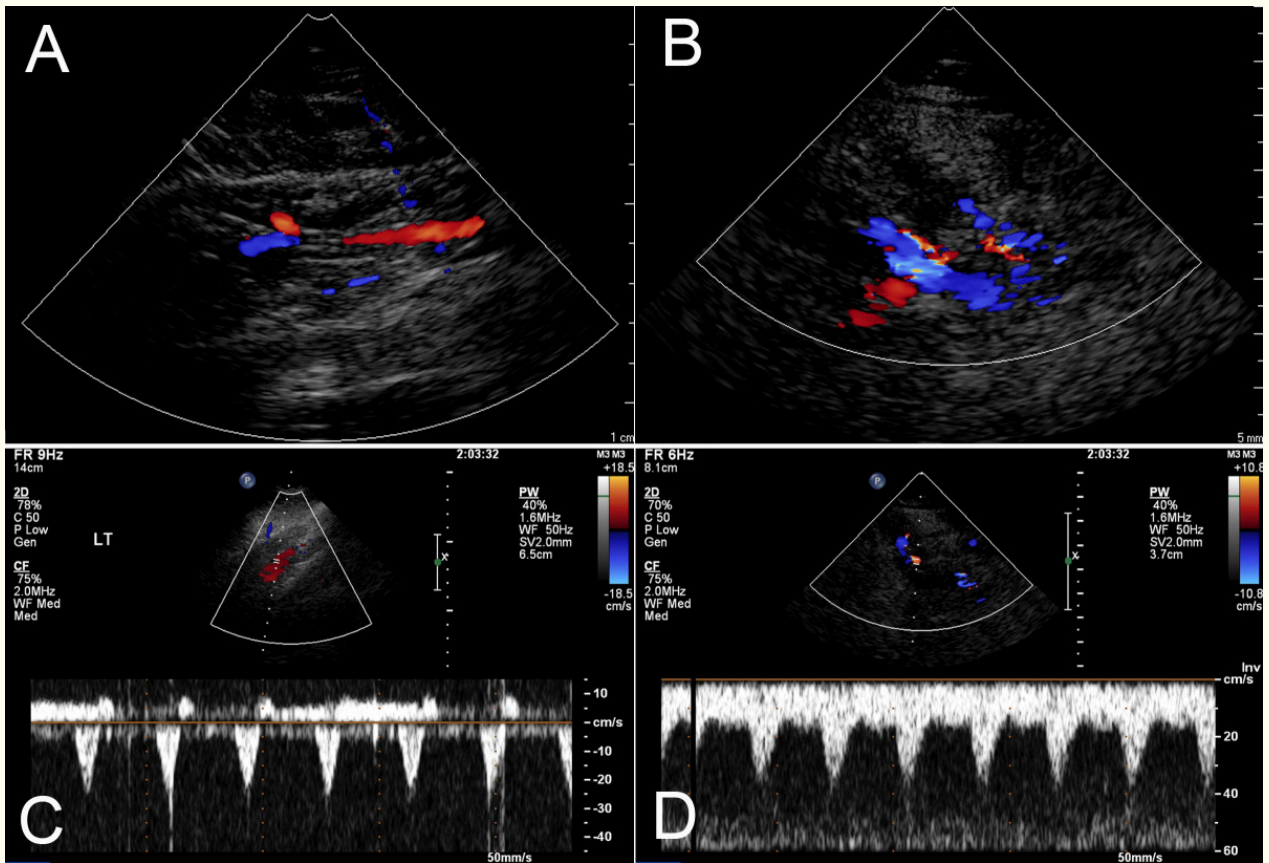 A
1 cm
B
5 mm
FR 9Hz
14cm
2:03:32
M3 M3
+18.5
2D
78%
C 50
P Low
Gen
LT
P
PW
40%
1.6MHz
WF 50Hz
SV2.0mm
6.5cm
x
CF
75%
2.0MHz
WF Med
Med
-18.5
cm/s
10
cm/s
-10
-20
-30
-40
C
50mm/s
FR 6Hz
8.1cm
2:03:32
M3 M3
+10.8
2D
70%
C 50
P Low
Gen
P
PW
40%
1.6MHz
WF 50Hz
SV2.0mm
3.7cm
x
CF
75%
2.0MHz
WF Med
Med
-10.8
cm/s
Inv
cm/s
20
40
60
D
50mm/s